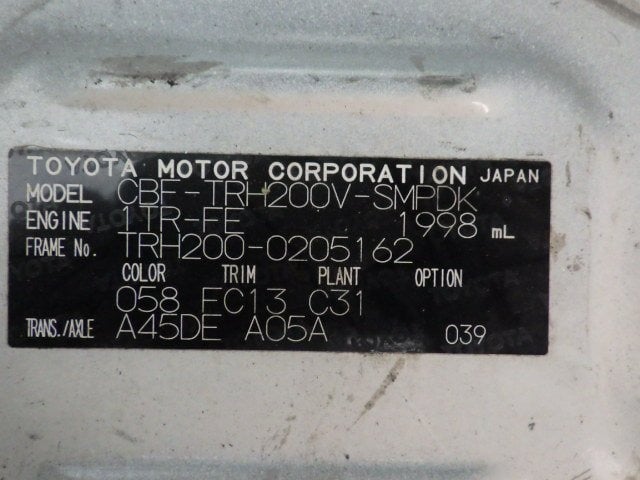 TOYOTA MOTOR CORPORATION JAPAN
MODEL CBF-TRH200V-SMPDK
ENGINE 1TR-FE 1998 mL
FRAME No. TRH200-0205162
COLOR TRIM PLANT OPTION
058 FC13 C31
TRANS./AXLE A45DE A05A 039